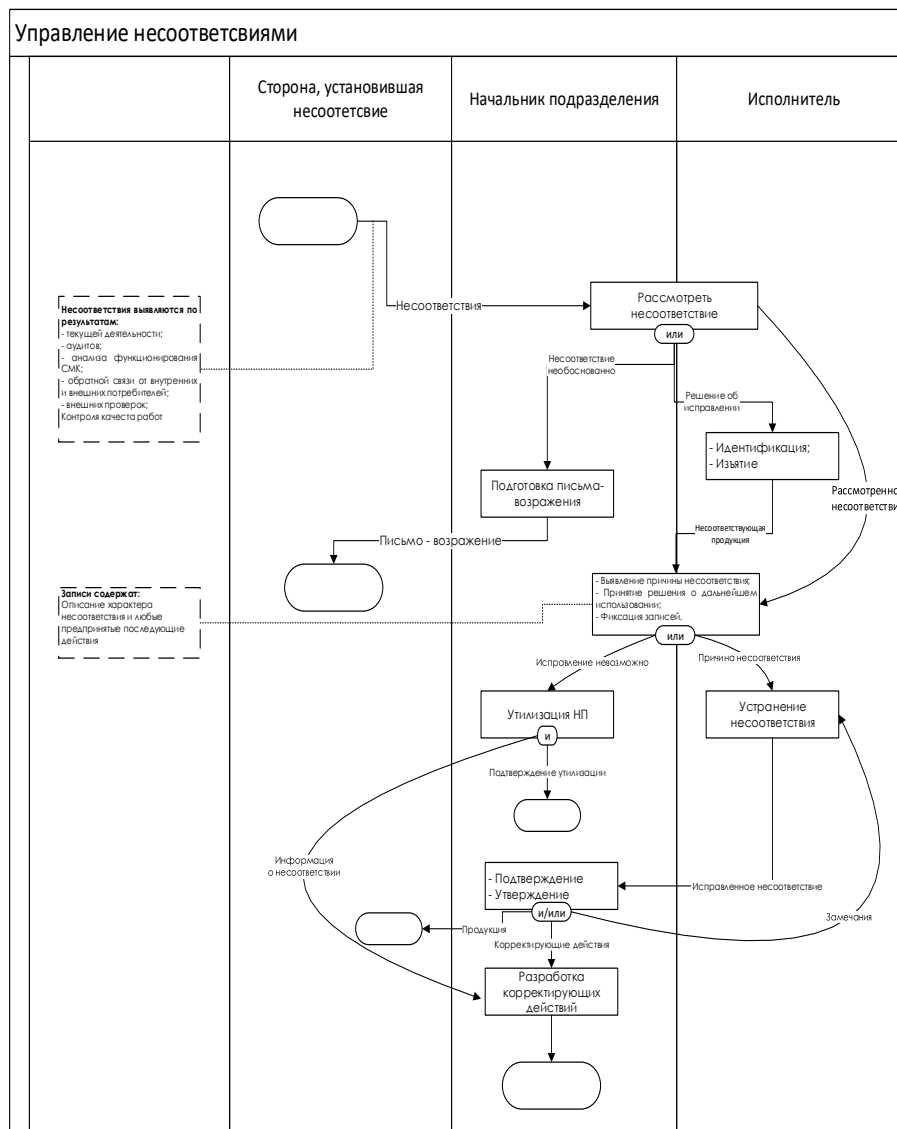 Управление несоответсвиями
Сторона, установившая
несоотетсвие
Начальник подразделения
Исполнитель
Несоответствия
Рассмотреть
несоответствие
или
Несоответствия выявляются по
результатам:
- текущей деятельности;
- аудитов;
- анализа функционирования
СМК;
- обратной связи от внутренних
и внешних потребителей;
- внешних проверок;
Контроля качеста работ
Несоответствие
необоснованно
Решение об
исправлении
- Идентификация;
- Изъятие
Подготовка письма-
возражения
Рассмотренно
несоответстви
Несоответствующая
продукция
Письмо - возражение
- Выявление причины несоответствия;
- Принятие решения о дальнейшем
использовании;
- Фиксация записей.
или
Записи содержат:
Описание характера
несоответствия и любые
предпринятые последующие
действия
Исправление невозможно
Причина несоответствия
Утилизация НП
и
Устранение
несоответствия
Подтверждение утилизации
Информация
о несоответствии
- Подтверждение
- Утверждение
и/или
Исправленное несоответствие
Замечания
Продукция
Корректирующие действия
Разработка
корректирующих
действий